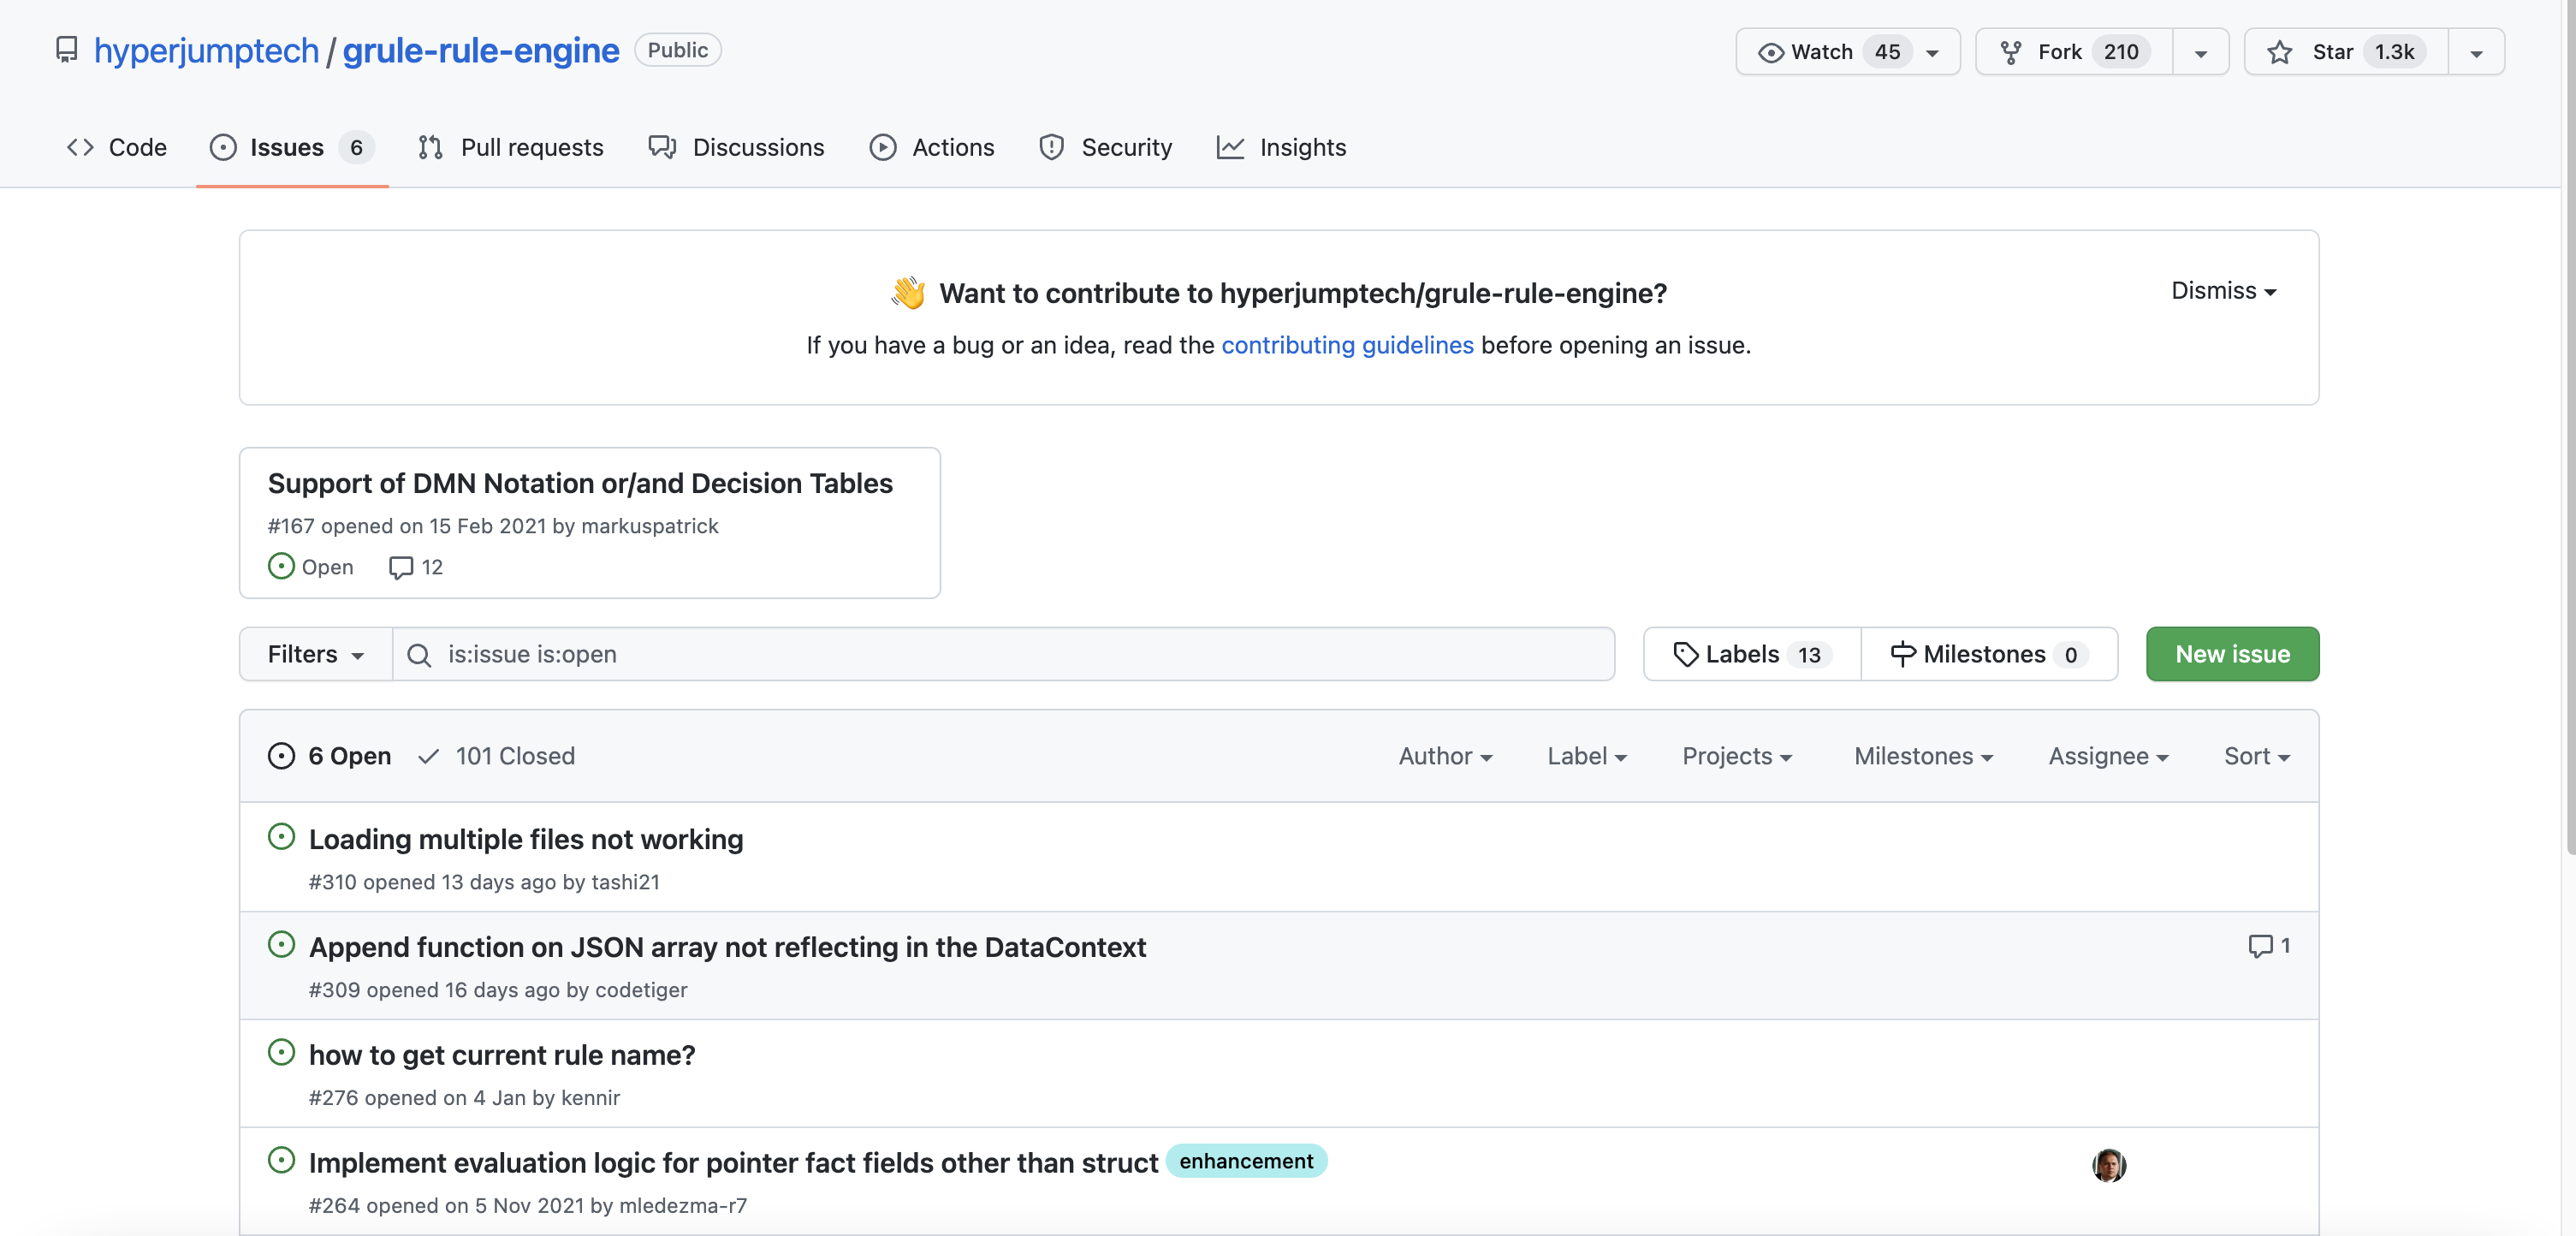 hyperjumptech / grule-rule-engine Public
Watch 45 Fork 210 Star 1.3k
Code Issues 6 Pull requests Discussions Actions Security Insights
👋 Want to contribute to hyperjumptech/grule-rule-engine?
Dismiss
If you have a bug or an idea, read the contributing guidelines before opening an issue.
Support of DMN Notation or/and Decision Tables
#167 opened on 15 Feb 2021 by markuspatrick
Open 12
Filters is:issue is:open Labels 13 Milestones 0 New issue
6 Open 101 Closed Author Label Projects Milestones Assignee Sort
Loading multiple files not working
#310 opened 13 days ago by tashi21
Append function on JSON array not reflecting in the DataContext 1
#309 opened 16 days ago by codetiger
how to get current rule name?
#276 opened on 4 Jan by kennir
Implement evaluation logic for pointer fact fields other than struct enhancement
#264 opened on 5 Nov 2021 by mledezma-r7